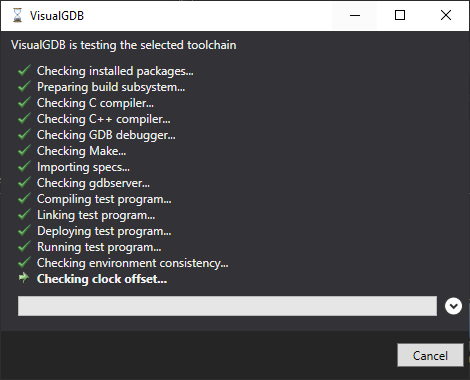 VisualGDB
VisualGDB is testing the selected toolchain
Checking installed packages...
Preparing build subsystem...
Checking C compiler...
Checking C++ compiler...
Checking GDB debugger...
Checking Make...
Importing specs...
Checking gdbserver...
Compiling test program...
Linking test program...
Deploying test program...
Running test program...
Checking environment consistency...
Checking clock offset...
Cancel